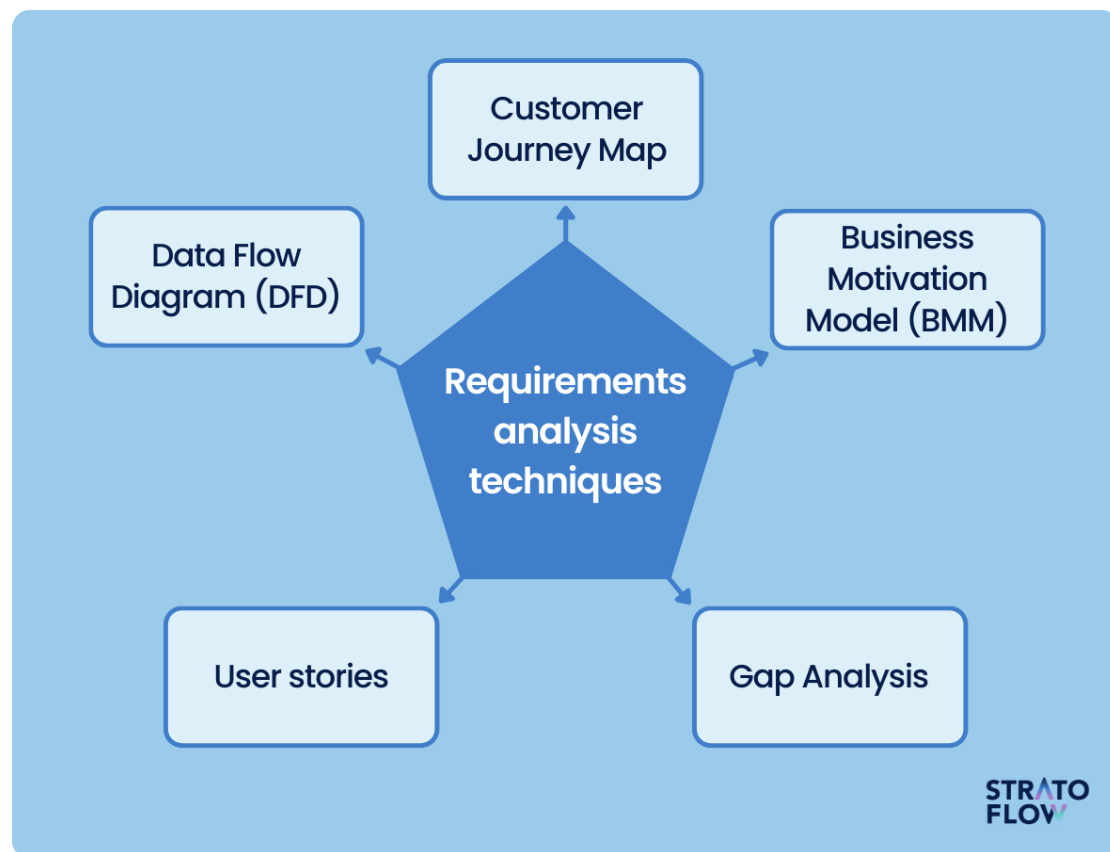 Customer
Journey Map
Data Flow
Diagram (DFD)
Business
Motivation
Model (BMM)
Requirements
analysis
techniques
User stories
Gap Analysis
STRATO
FLOW